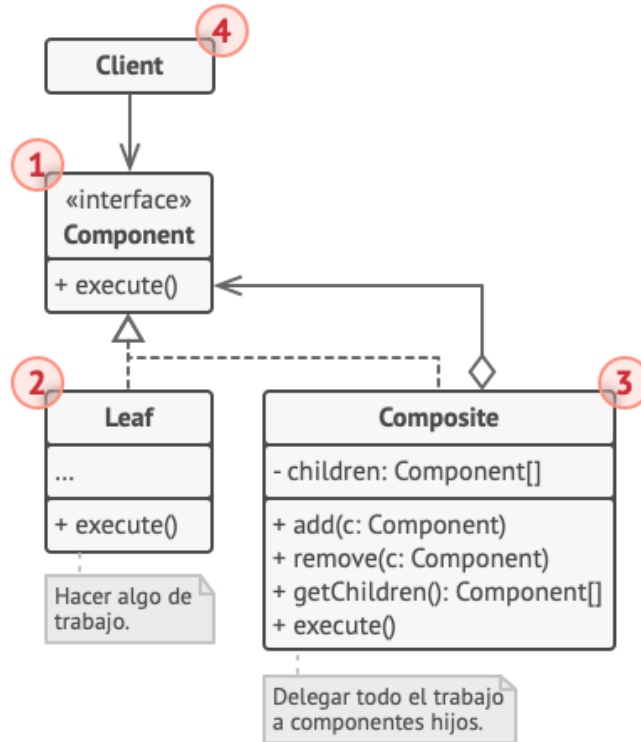 4
Client
1
«interface»
Component
+ execute()
2
Leaf
...
+ execute()
Hacer algo de
trabajo.
3
Composite
- children: Component[]
+ add(c: Component)
+ remove(c: Component)
+ getChildren(): Component[]
+ execute()
Delegar todo el trabajo
a componentes hijos.